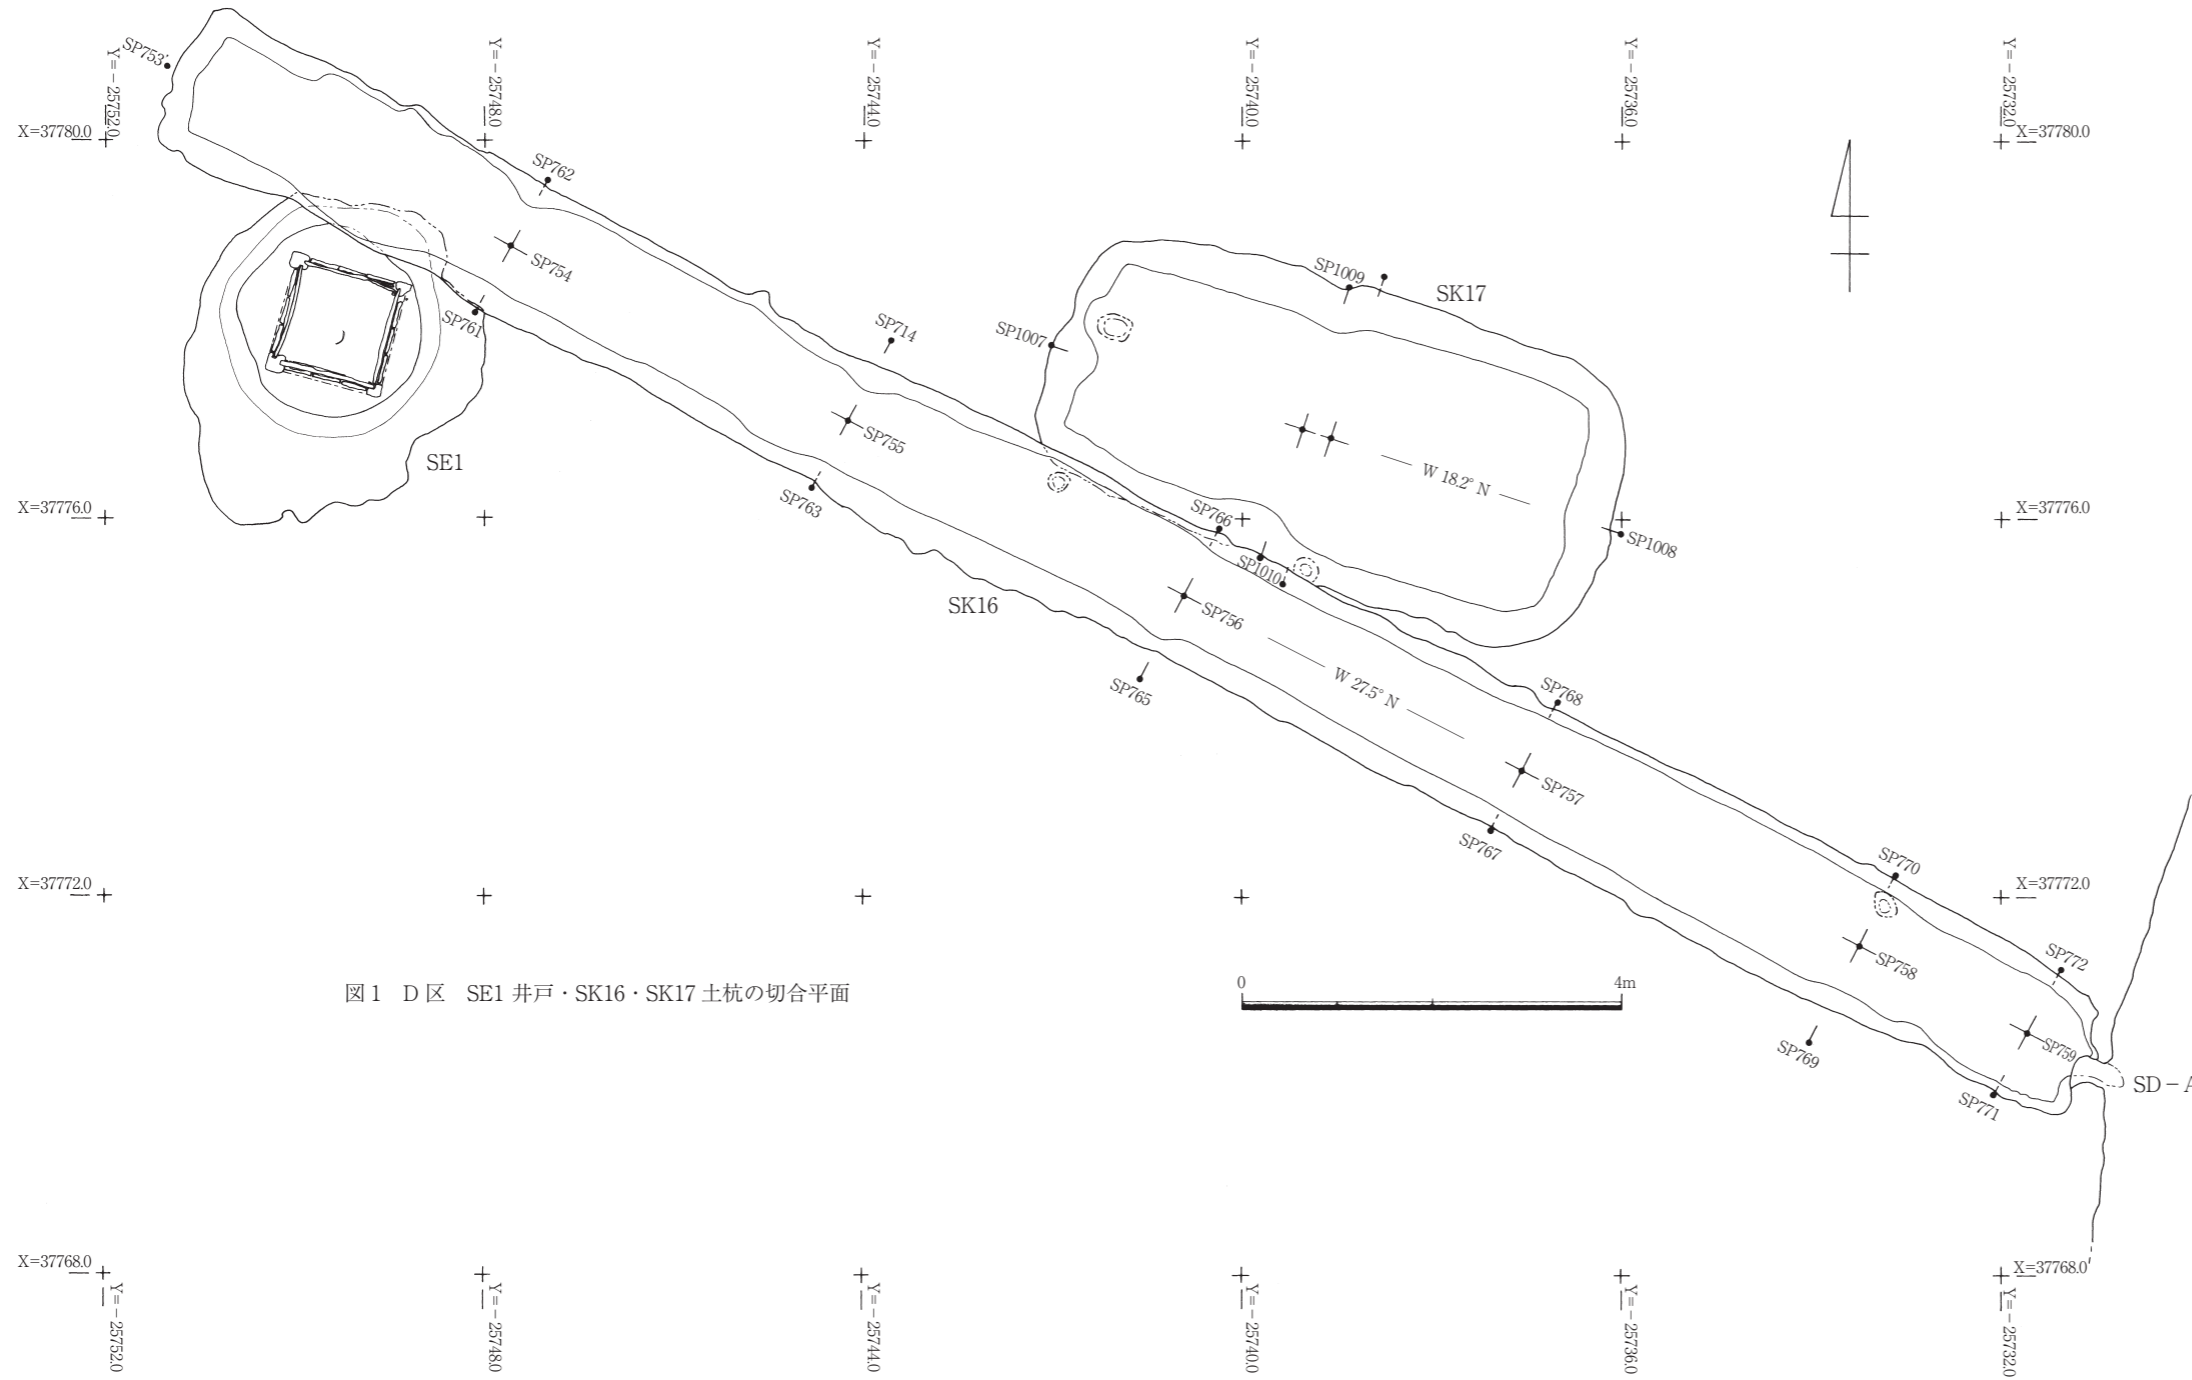 Y=－25752.0
Y=－25748.0
Y=－25744.0
Y=－25740.0
Y=－25736.0
Y=－25732.0
X=37780.0
X=37780.0
SP753'
SP762
SP754
SP761
SP714
SP1007
SP1009
SK17
SP755
SE1
SP763
W 18.2° N
X=37776.0
X=37776.0
SP766
SP1008
SP1010
SK16
SP756
SP765
W 27.5° N
SP768
SP757
SP767
SP770
X=37772.0
X=37772.0
SP758
SP772
SP769
SP759
SP771
SD－A
図1　D区　SE1 井戸・SK16・SK17 土杭の切合平面
0
4m
X=37768.0
X=37768.0
Y=－25752.0
Y=－25748.0
Y=－25744.0
Y=－25740.0
Y=－25736.0
Y=－25732.0